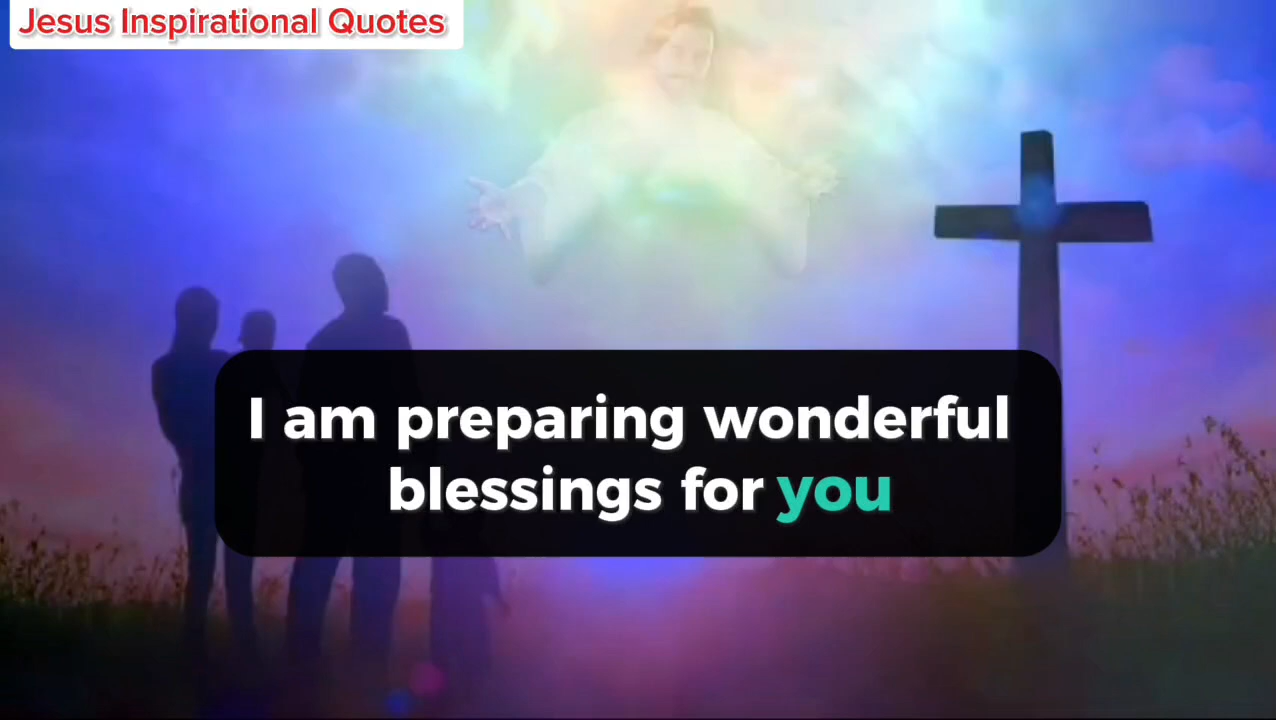 Jesus Inspirational Quotes
I am preparing wonderful
blessings for you